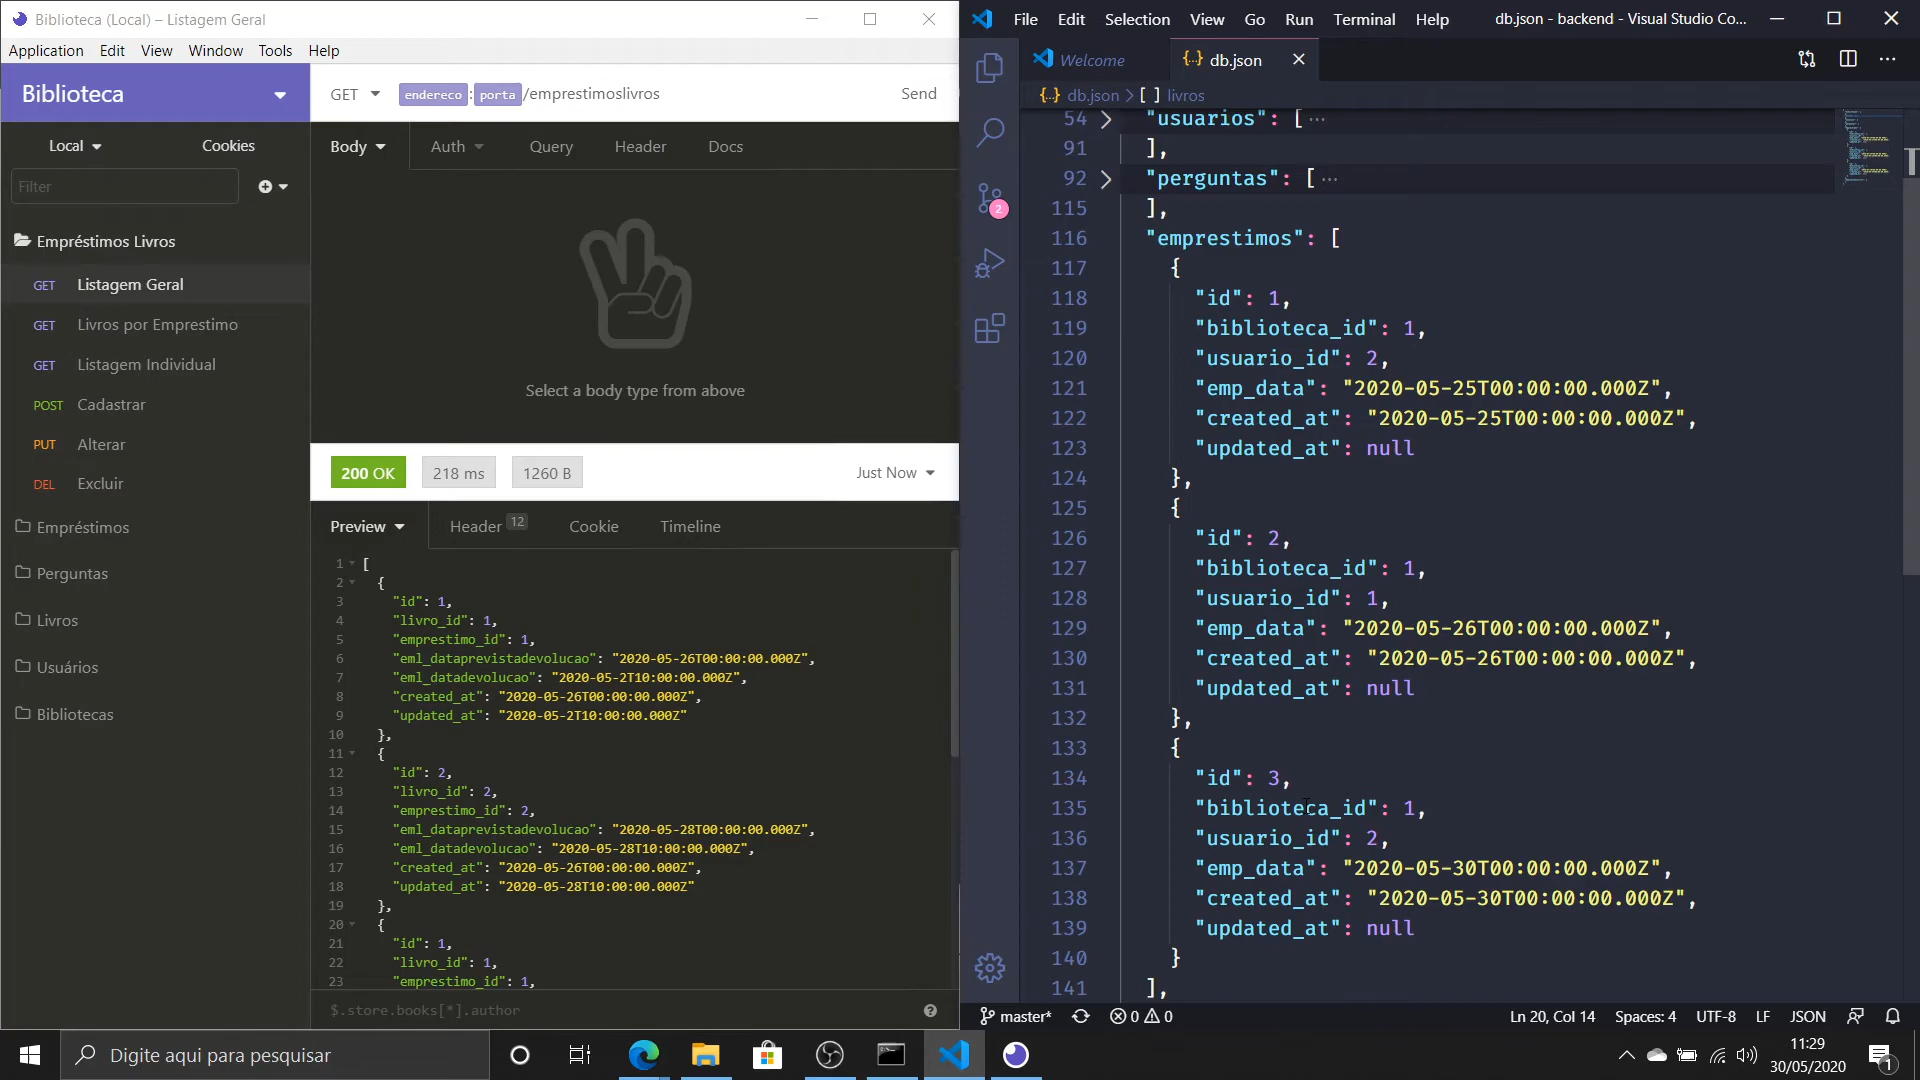 Biblioteca (Local) – Listagem Geral
Application Edit View Window Tools Help
Biblioteca
GET endereco:porta/emprestimoslivros Send
Local Cookies
Body Auth Query Header Docs
Filter
Empréstimos Livros
GET Listagem Geral
GET Livros por Emprestimo
GET Listagem Individual
POST Cadastrar
PUT Alterar
DEL Excluir
Empréstimos
Perguntas
Livros
Usuários
Bibliotecas
Select a body type from above
200 OK 218 ms 1260 B Just Now
Preview Header 12 Cookie Timeline
1 [
2 {
3 "id": 1,
4 "livro_id": 1,
5 "emprestimo_id": 1,
6 "eml_dataprevistadevolucao": "2020-05-26T00:00:00.000Z",
7 "eml_datadevolucao": "2020-05-2T10:00:00.000Z",
8 "created_at": "2020-05-26T00:00:00.000Z",
9 "updated_at": "2020-05-2T10:00:00.000Z"
10 },
11 {
12 "id": 2,
13 "livro_id": 2,
14 "emprestimo_id": 2,
15 "eml_dataprevistadevolucao": "2020-05-28T00:00:00.000Z",
16 "eml_datadevolucao": "2020-05-28T10:00:00.000Z",
17 "created_at": "2020-05-26T00:00:00.000Z",
18 "updated_at": "2020-05-28T10:00:00.000Z"
19 },
20 {
21 "id": 1,
22 "livro_id": 1,
23 "emprestimo_id": 1,
$.store.books[*].author
File Edit Selection View Go Run Terminal Help db.json - backend - Visual Studio Co...
Welcome {··} db.json
{··} db.json > [ ] livros
2
54 "usuarios": [ ···
91 ],
92 "perguntas": [ ···
115 ],
116 "emprestimos": [
117 {
118 "id": 1,
119 "biblioteca_id": 1,
120 "usuario_id": 2,
121 "emp_data": "2020-05-25T00:00:00.000Z",
122 "created_at": "2020-05-25T00:00:00.000Z",
123 "updated_at": null
124 },
125 {
126 "id": 2,
127 "biblioteca_id": 1,
128 "usuario_id": 1,
129 "emp_data": "2020-05-26T00:00:00.000Z",
130 "created_at": "2020-05-26T00:00:00.000Z",
131 "updated_at": null
132 },
133 {
134 "id": 3,
135 "biblioteca_id": 1,
136 "usuario_id": 2,
137 "emp_data": "2020-05-30T00:00:00.000Z",
138 "created_at": "2020-05-30T00:00:00.000Z",
139 "updated_at": null
140 }
141 ],
master* 0 0 Ln 20, Col 14 Spaces: 4 UTF-8 LF JSON
Digite aqui para pesquisar
11:29
30/05/2020
1